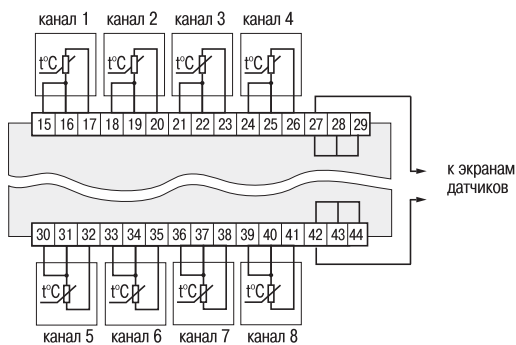 канал 1 канал 2 канал 3 канал 4
t°C t°C t°C t°C
15 16 17 18 19 20 21 22 23 24 25 26 27 28 29
к экранам
датчиков
30 31 32 33 34 35 36 37 38 39 40 41 42 43 44
t°C t°C t°C t°C
канал 5 канал 6 канал 7 канал 8